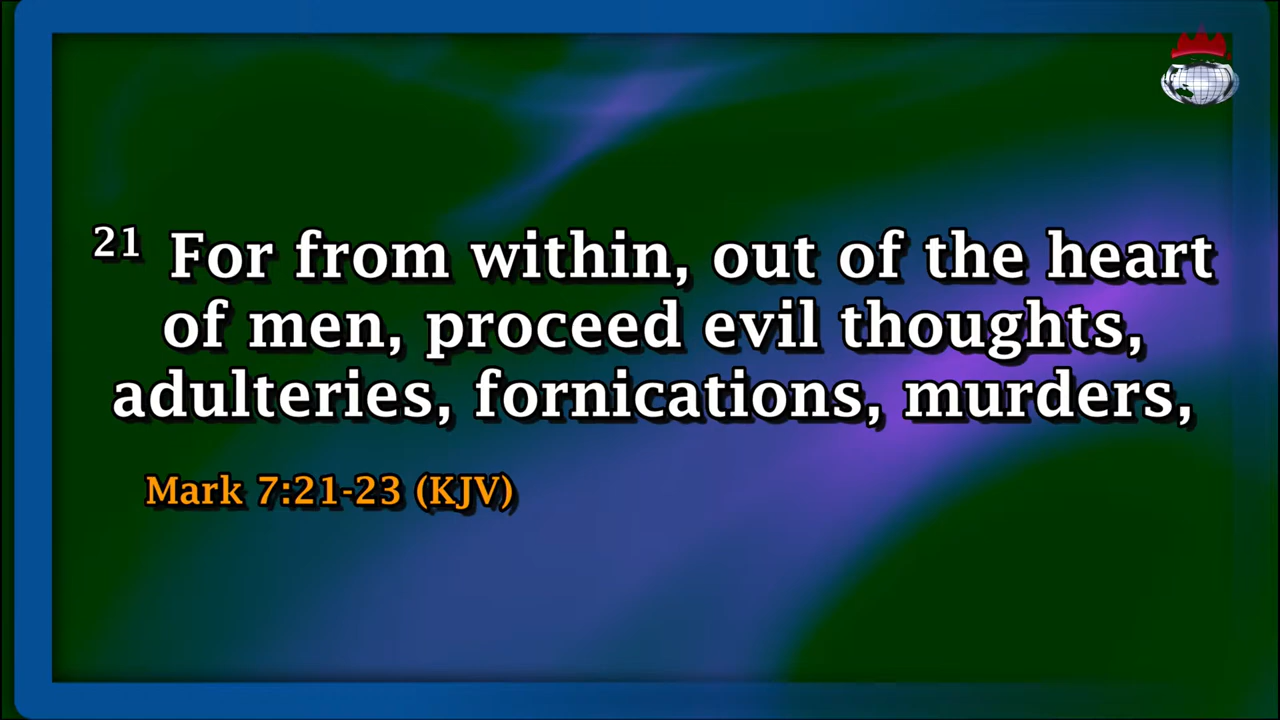 21 For from within, out of the heart
of men, proceed evil thoughts,
adulteries, fornications, murders,
Mark 7:21-23 (KJV)